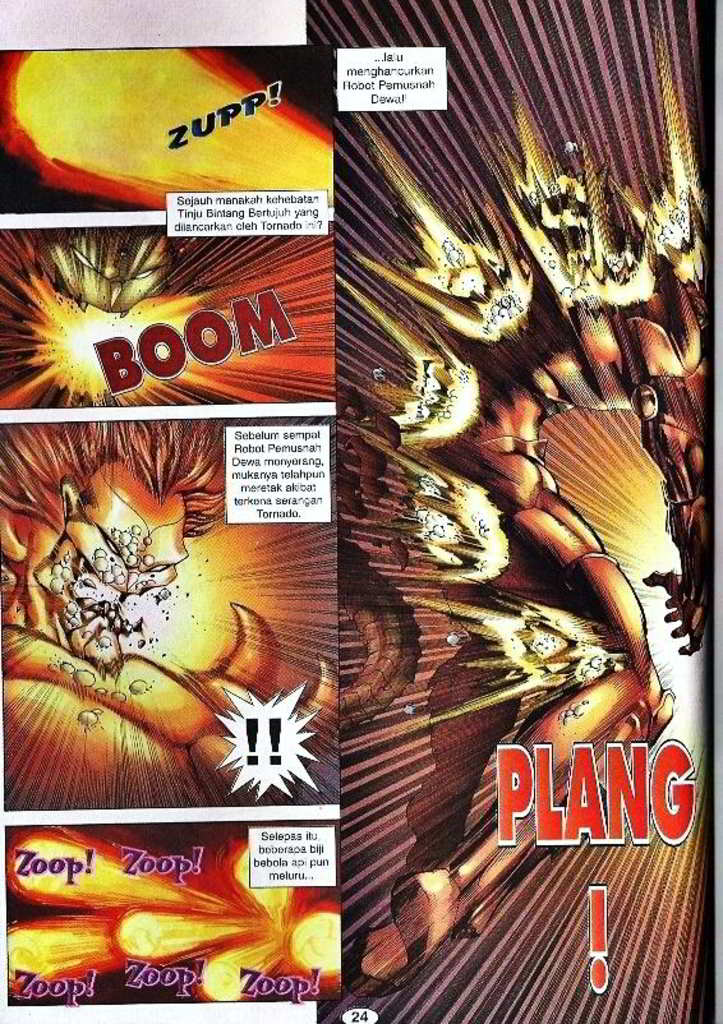 ZUPP!
Sejauh manakah kehebatan
Tinju Bintang Bertujuh yang
dilancarkan oleh Tornado ini?
BOOM
Sebelum sempat
Robot Pemusnah
Dewa menyerang,
mukanya telahpun
meretak akibat
terkena serangan
Tornado.
!!
Selepas itu
beberapa biji
bebola api pun
meluru...
Zoop!
Zoop!
Zoop!
Zoop!
Zoop!
...lalu
menghancurkan
Robot Pemusnah
Dewa!!
PLANG
!
24